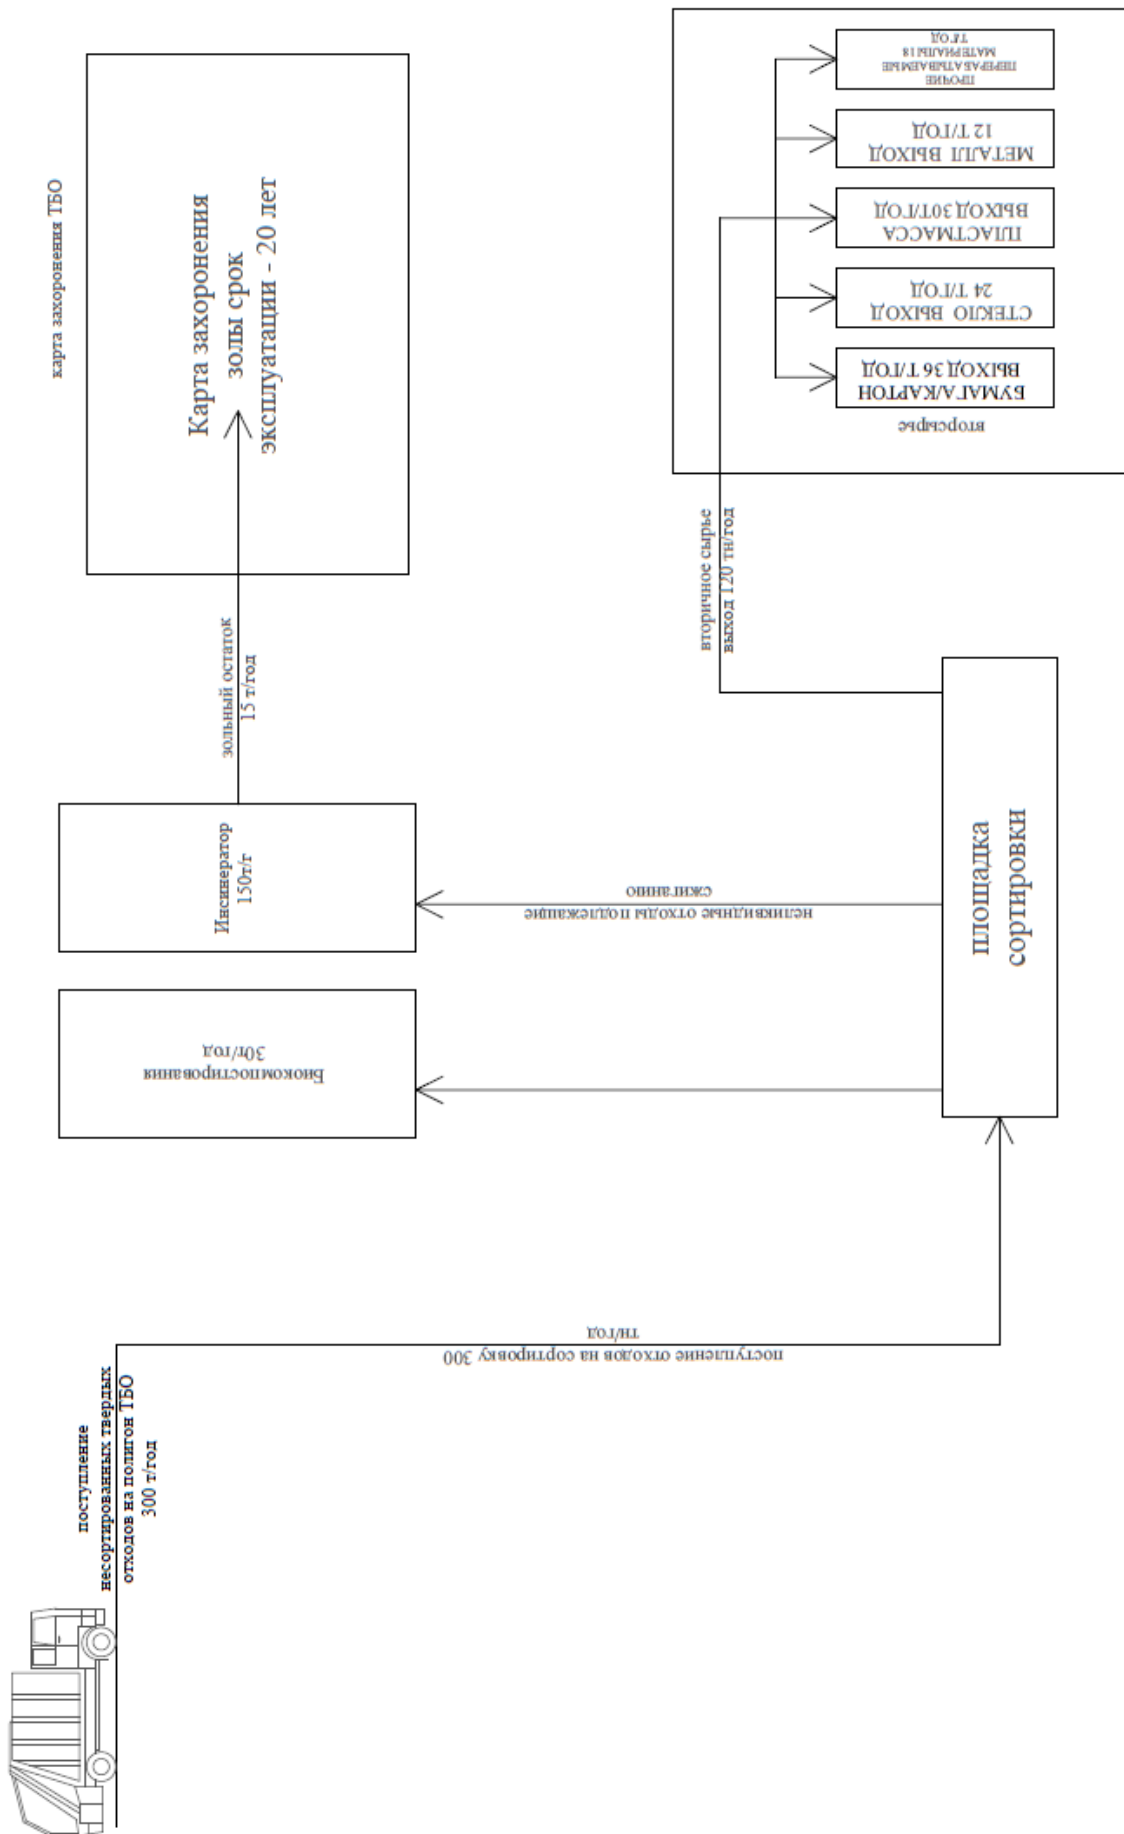 карта захоронения ТБО
Карта захоронения
золы срок
эксплуатации - 20 лет
зольный остаток
15 т/год
Инсинератор
150т/г
Биокомпостирования
30т/год
неликвидные отходы подлежащие
сжиганию
площадка
сортировки
вторичное сырье
выход 120 тн/год
вторсырье
БУМАГА/КАРТОН
ВЫХОД 36 Т/ГОД
СТЕКЛО ВЫХОД
24 Т/ГОД
ПЛАСТМАССА
ВЫХОД 30Т/ГОД
МЕТАЛЛ ВЫХОД
12 Т/ГОД
ПРОЧИЕ
ПЕРЕРАБАТЫВАЕМЫЕ
МАТЕРИАЛЫ 18
Т/ГОД
поступление отходов на сортировку 300
тн/год
поступление
несортированных твердых
отходов на полигон ТБО
300 т/год